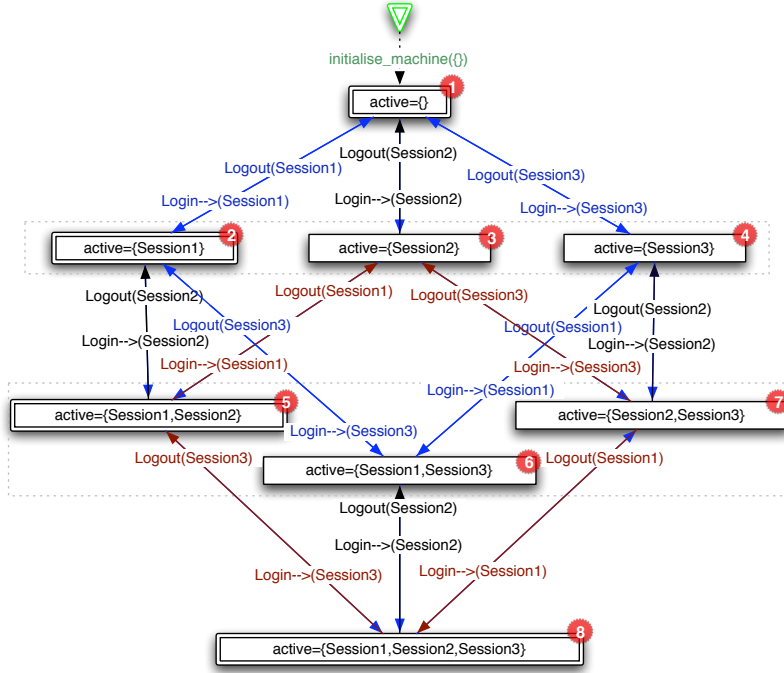 initialise_machine({})
1
active={}
Logout(Session1)
Logout(Session2)
Logout(Session3)
Login-->(Session1)
Login-->(Session2)
Login-->(Session3)
2
3
4
active={Session1}
active={Session2}
active={Session3}
Logout(Session2)
Logout(Session1)
Logout(Session3)
Logout(Session2)
Logout(Session3)
Logout(Session1)
Login-->(Session2)
Login-->(Session2)
Login-->(Session1)
Login-->(Session3)
Login-->(Session1)
5
7
active={Session1,Session2}
active={Session2,Session3}
Login-->(Session3)
Logout(Session3)
Logout(Session1)
6
active={Session1,Session3}
Logout(Session2)
Login-->(Session2)
Login-->(Session3)
Login-->(Session1)
8
active={Session1,Session2,Session3}